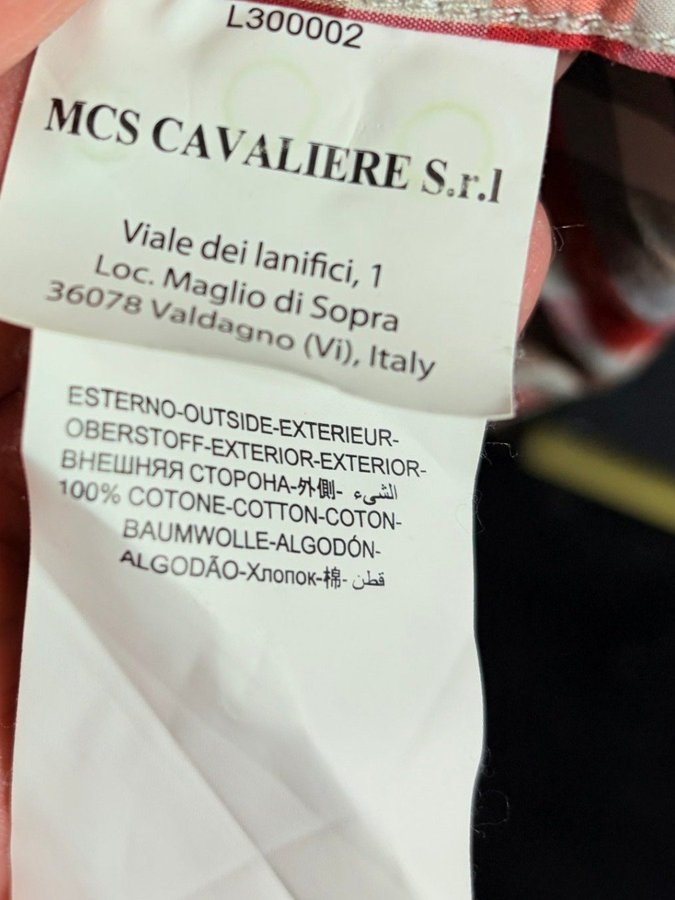 L300002
MCS CAVALIERE S.r.l
Viale dei lanifici, 1
Loc. Maglio di Sopra
36078 Valdagno (Vi), Italy
ESTERNO-OUTSIDE-EXTERIEUR-
OBERSTOFF-EXTERIOR-EXTERIOR-
ВНЕШНЯЯ СТОРОНА-外側- الشيء
100% COTONE-COTTON-COTON-
BAUMWOLLE-ALGODÓN-
ALGODÃO-Хлопок-棉- قطن